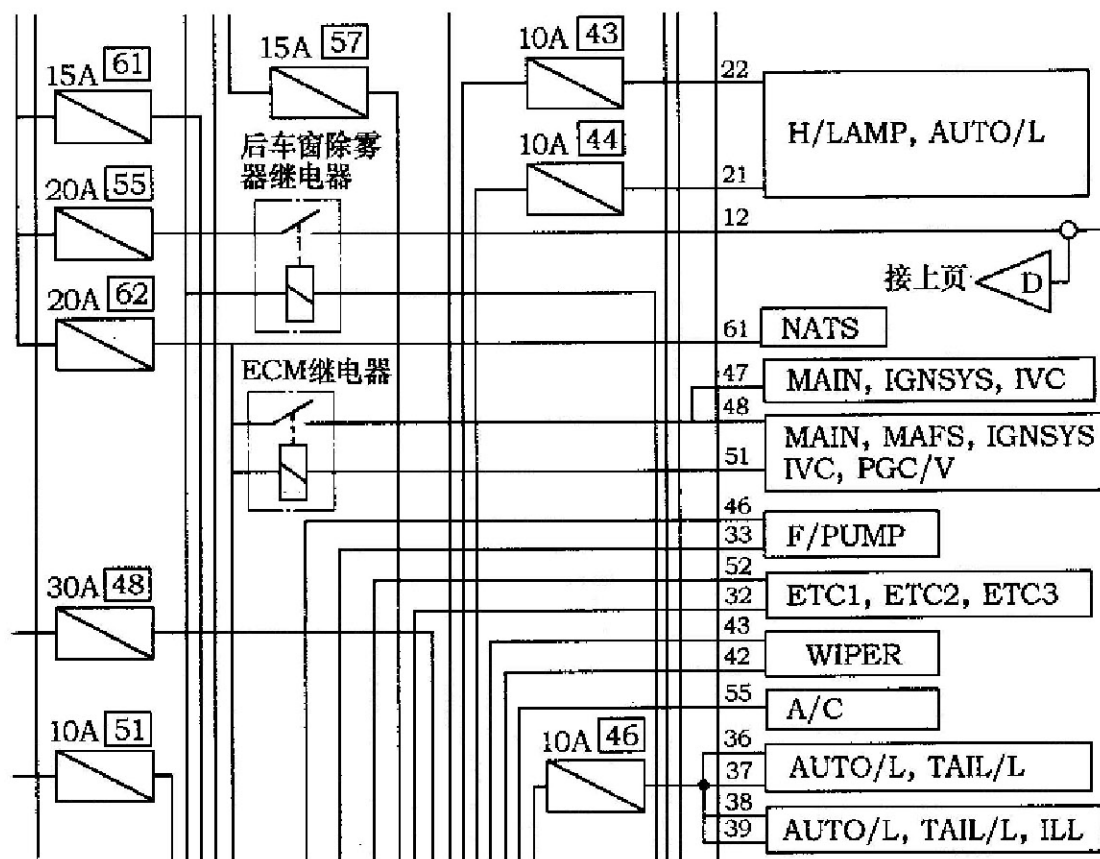 15A 61
15A 57
10A 43
22
H/LAMP, AUTO/L
后车窗除雾
器继电器
10A 44
21
20A 55
12
接上页 D
20A 62
61
NATS
ECM继电器
47
MAIN, IGNSYS, IVC
48
MAIN, MAFS, IGNSYS
IVC, PGC/V
51
46
F/PUMP
33
52
ETC1, ETC2, ETC3
32
30A 48
43
WIPER
42
55
A/C
10A 51
10A 46
36
AUTO/L, TAIL/L
37
38
AUTO/L, TAIL/L, ILL
39